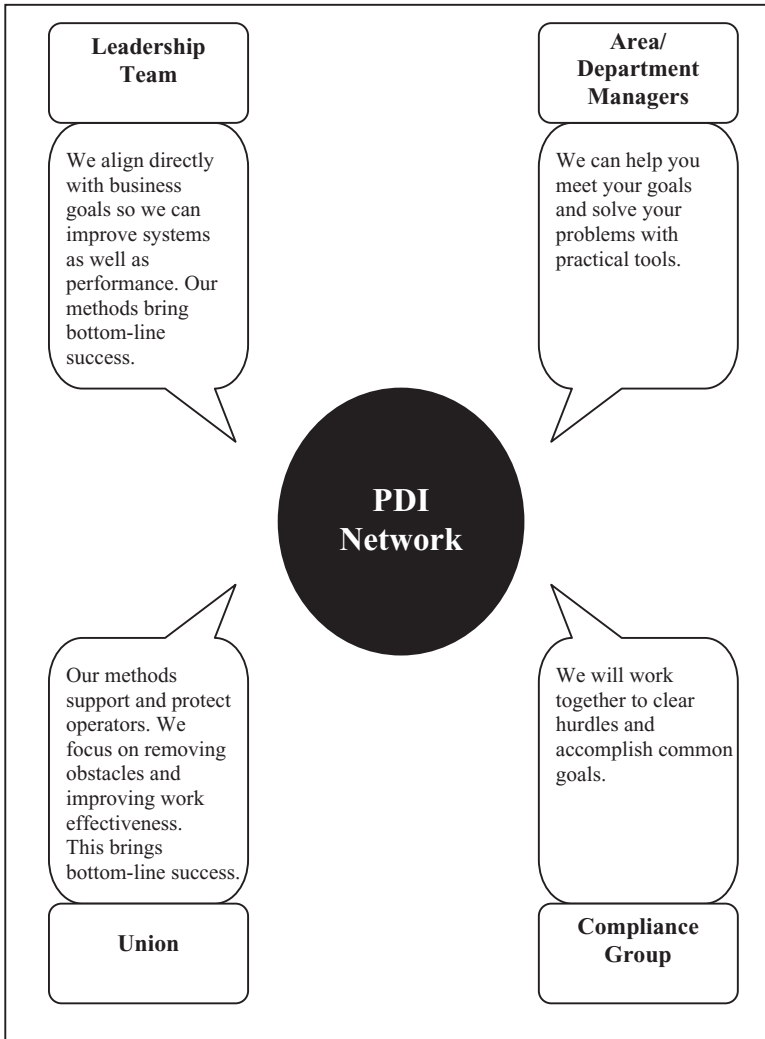 Leadership
Team
We align directly
with business
goals so we can
improve systems
as well as
performance. Our
methods bring
bottom-line
success.
Area/
Department
Managers
We can help you
meet your goals
and solve your
problems with
practical tools.
PDI
Network
Our methods
support and protect
operators. We
focus on removing
obstacles and
improving work
effectiveness.
This brings
bottom-line success.
Union
We will work
together to clear
hurdles and
accomplish common
goals.
Compliance
Group